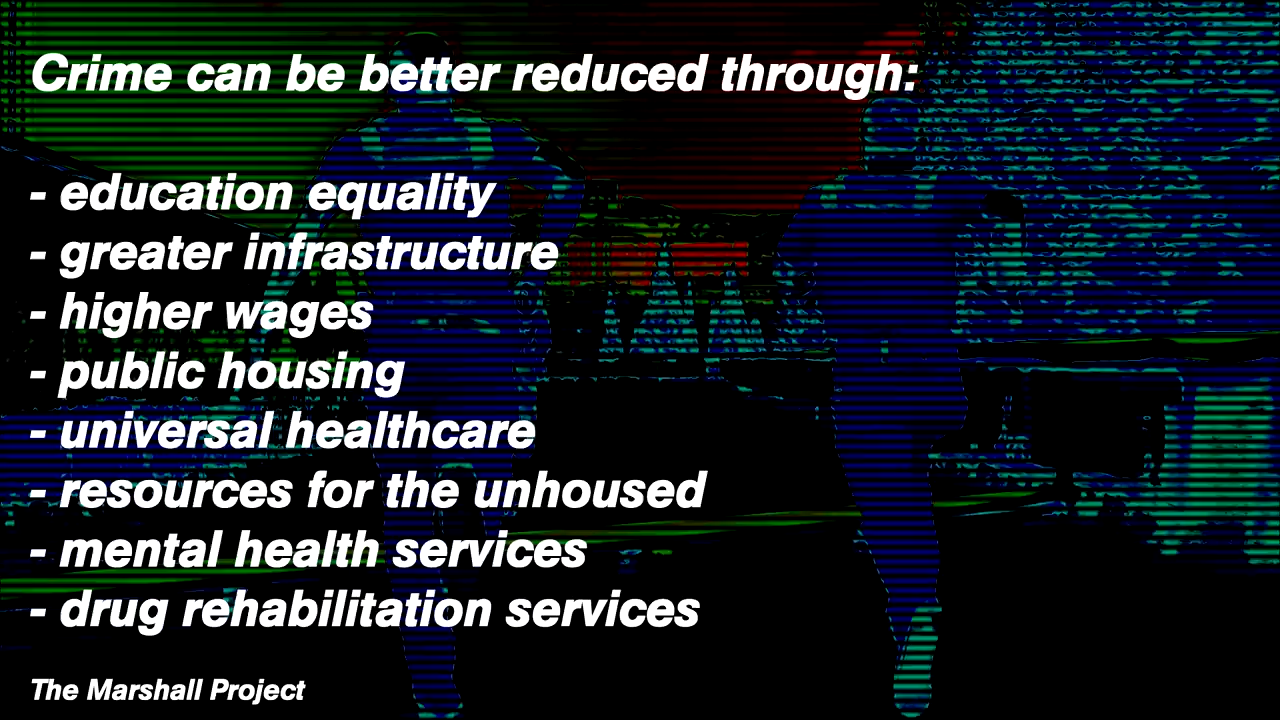 Crime can be better reduced through:
- education equality
- greater infrastructure
- higher wages
- public housing
- universal healthcare
- resources for the unhoused
- mental health services
- drug rehabilitation services
The Marshall Project